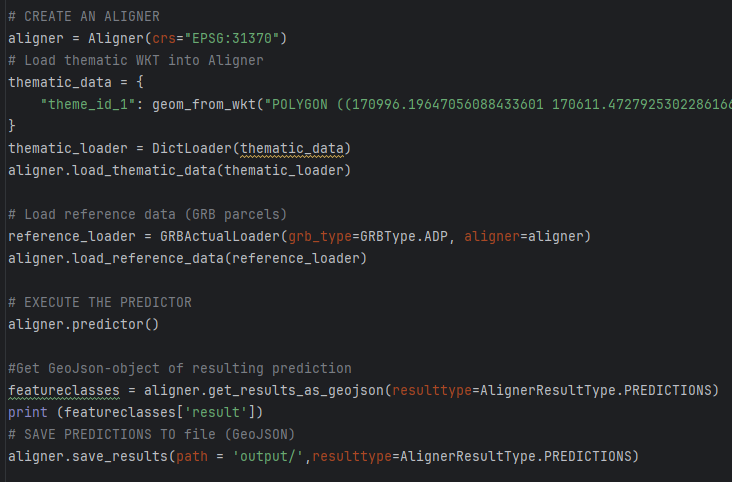 # CREATE AN ALIGNER
aligner = Aligner(crs="EPSG:31370")
# Load thematic WKT into Aligner
thematic_data = {
    "theme_id_1": geom_from_wkt("POLYGON ((170996.19647056088433601 170611.4727925302286166
}
thematic_loader = DictLoader(thematic_data)
aligner.load_thematic_data(thematic_loader)

# Load reference data (GRB parcels)
reference_loader = GRBActualLoader(grb_type=GRBType.ADP, aligner=aligner)
aligner.load_reference_data(reference_loader)

# EXECUTE THE PREDICTOR
aligner.predictor()

#Get GeoJson-object of resulting prediction
featureclasses = aligner.get_results_as_geojson(resulttype=AlignerResultType.PREDICTIONS)
print (featureclasses['result'])
# SAVE PREDICTIONS TO file (GeoJSON)
aligner.save_results(path = 'output/',resulttype=AlignerResultType.PREDICTIONS)